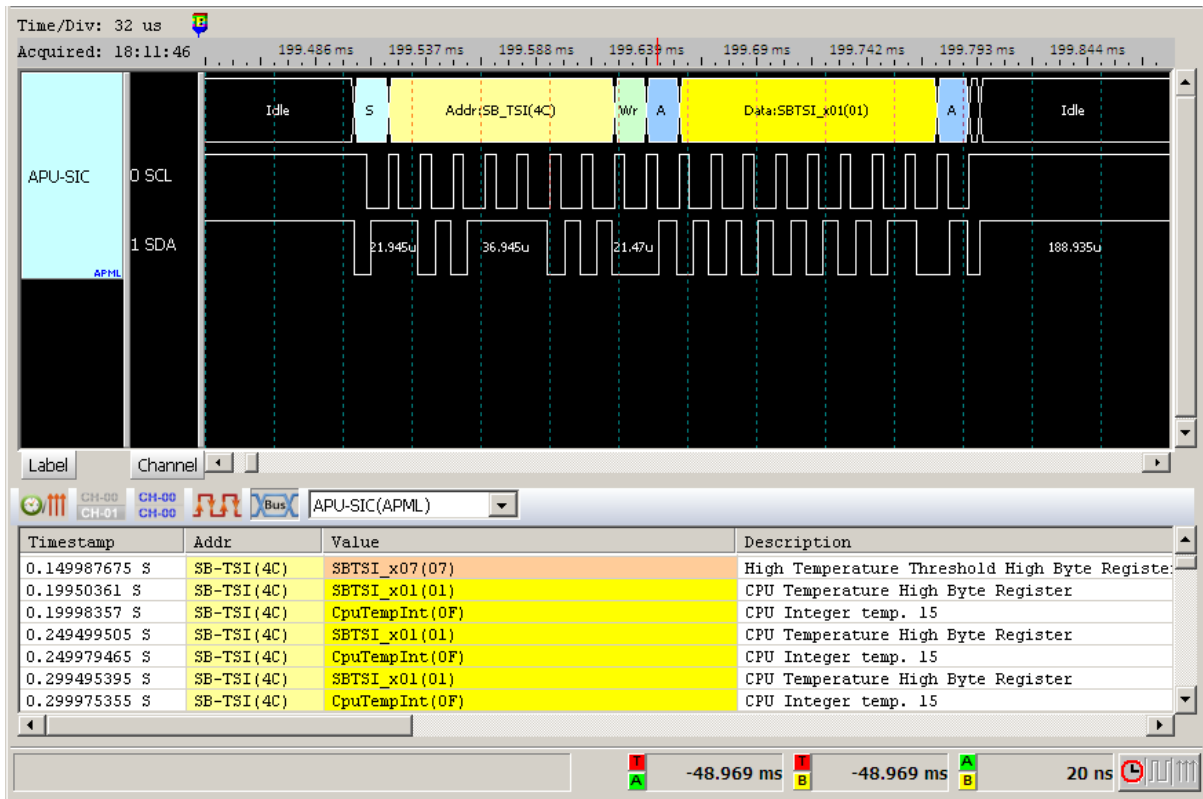 Time/Div: 32 us
Acquired: 18:11:46
199.486 ms 199.537 ms 199.588 ms 199.639 ms 199.69 ms 199.742 ms 199.793 ms 199.844 ms
Idle S Addr:SB_TSI(4C) Wr A Data:SBTSI_x01(01) A Idle
APU-SIC 0 SCL
1 SDA 21.945u 36.945u 21.47u 188.935u
APML
Label Channel
CH-00 CH-01 CH-00 CH-00 Bus APU-SIC(APML)
Timestamp Addr Value Description
0.149987675 S SB-TSI(4C) SBTSI_x07(07) High Temperature Threshold High Byte Register
0.19950361 S SB-TSI(4C) SBTSI_x01(01) CPU Temperature High Byte Register
0.19998357 S SB-TSI(4C) CpuTempInt(0F) CPU Integer temp. 15
0.249499505 S SB-TSI(4C) SBTSI_x01(01) CPU Temperature High Byte Register
0.249979465 S SB-TSI(4C) CpuTempInt(0F) CPU Integer temp. 15
0.299495395 S SB-TSI(4C) SBTSI_x01(01) CPU Temperature High Byte Register
0.299975355 S SB-TSI(4C) CpuTempInt(0F) CPU Integer temp. 15
T A -48.969 ms T B -48.969 ms A B 20 ns